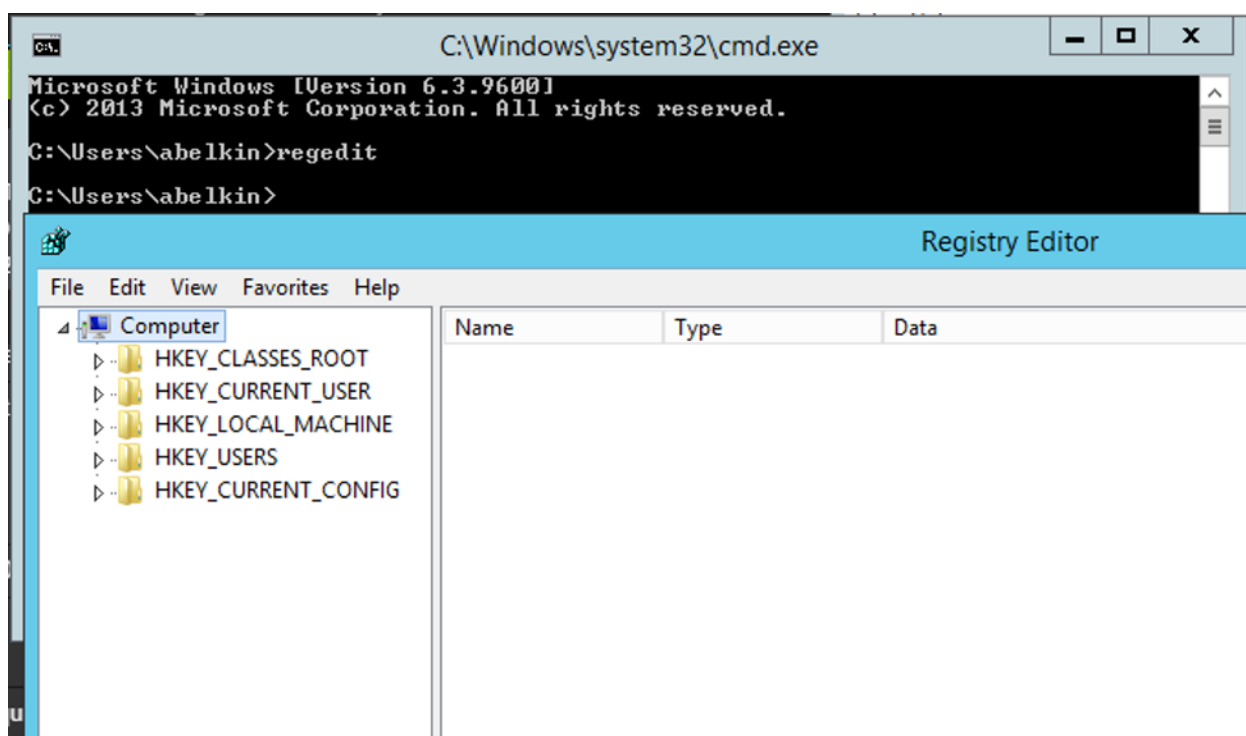 C:\Windows\system32\cmd.exe
Microsoft Windows [Version 6.3.9600]
(c) 2013 Microsoft Corporation. All rights reserved.
C:\Users\abelkin>regedit
C:\Users\abelkin>
Registry Editor
File Edit View Favorites Help
Computer
HKEY_CLASSES_ROOT
HKEY_CURRENT_USER
HKEY_LOCAL_MACHINE
HKEY_USERS
HKEY_CURRENT_CONFIG
Name Type Data